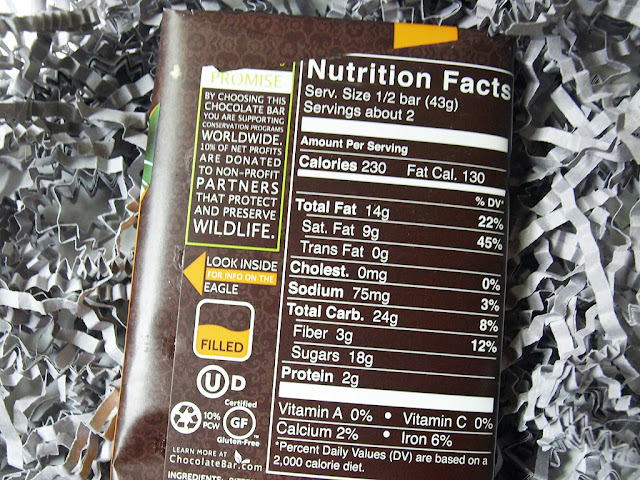 PROMISE
BY CHOOSING THIS
CHOCOLATE BAR
YOU ARE SUPPORTING
CONSERVATION PROGRAMS
WORLDWIDE.
10% OF NET PROFITS
ARE DONATED
TO NON-PROFIT
PARTNERS
THAT PROTECT
AND PRESERVE
WILDLIFE.
LOOK INSIDE
FOR INFO ON THE
EAGLE
FILLED
U D
10%
PCW
Certified
GF
Gluten-Free™
LEARN MORE AT
ChocolateBar.com
INGREDIENTS:
Nutrition Facts
Serv. Size 1/2 bar (43g)
Servings about 2
Amount Per Serving
Calories 230 Fat Cal. 130
% DV*
Total Fat 14g 22%
Sat. Fat 9g 45%
Trans Fat 0g
Cholest. 0mg 0%
Sodium 75mg 3%
Total Carb. 24g 8%
Fiber 3g 12%
Sugars 18g
Protein 2g
Vitamin A 0% • Vitamin C 0%
Calcium 2% • Iron 6%
*Percent Daily Values (DV) are based on a
2,000 calorie diet.